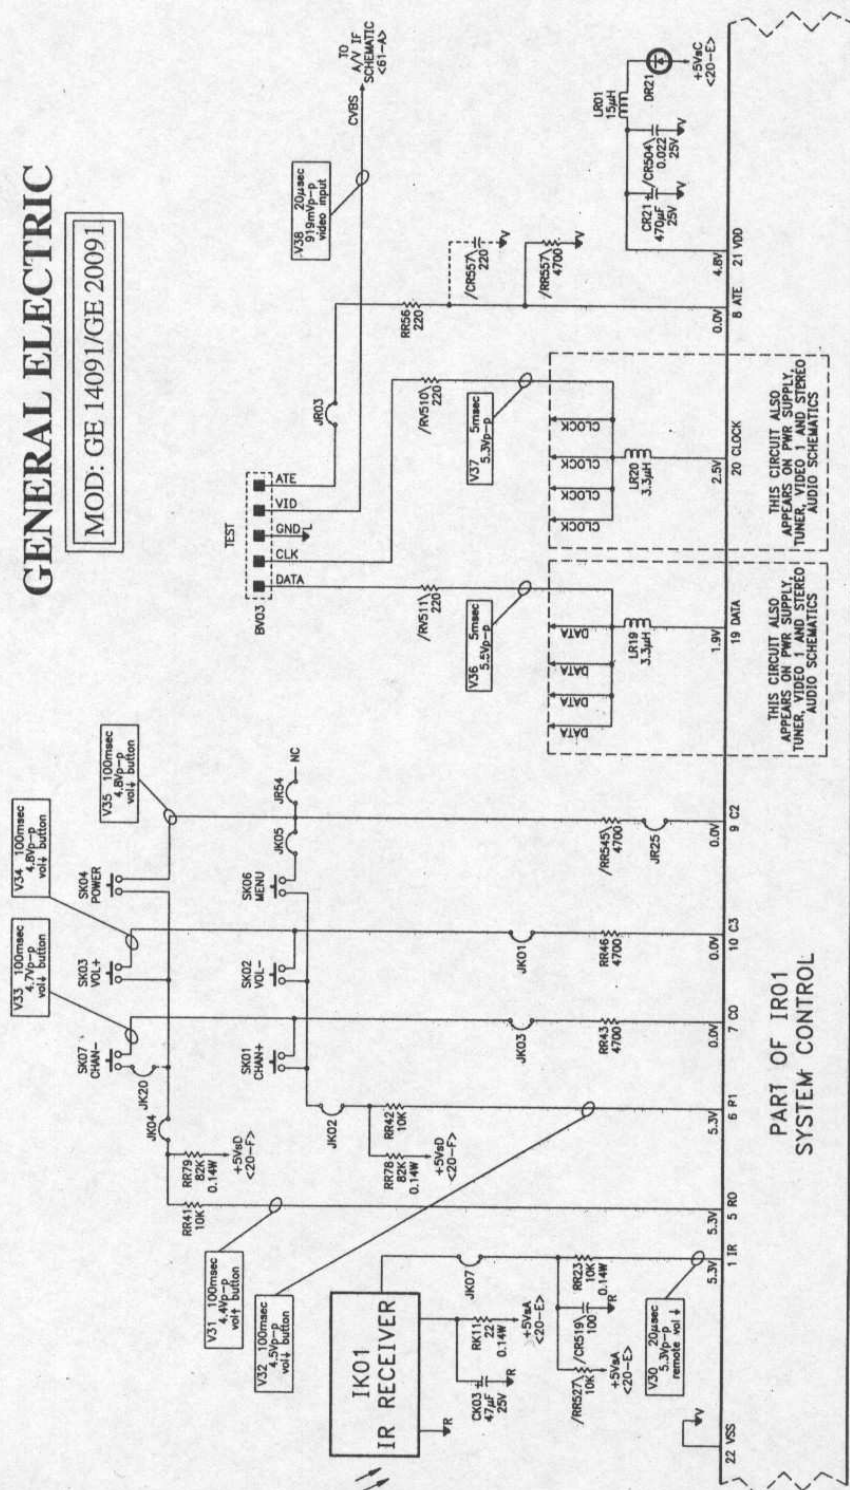 GENERAL ELECTRIC
MOD: GE 14091/GE 20091
TO
A/V IF
SCHEMATIC
<61-A>
CVBS
V38 20µsec
919mVp-p
video input
TEST
BV03
ATE
VID
GND
L
CLK
DATA
JR03
RR56
220
/CR557
220
V
/RR557
4700
V
0.0V
8 ATE
LR01
15µH
DR21
+5VsC
<20-E>
/CR504
0.022
25V
V
CR21
470µF
25V
V
4.8V
21 VDD
/RV510
220
V37 5msec
5.3Vp-p
CLOCK
CLOCK
CLOCK
CLOCK
LR20
3.3µH
2.5V
20 CLOCK
THIS CIRCUIT ALSO
APPEARS ON PWR SUPPLY,
TUNER, VIDEO 1 AND STEREO
AUDIO SCHEMATICS
/RV511
220
V36 5msec
5.5Vp-p
DATA
DATA
DATA
DATA
LR19
3.3µH
1.9V
19 DATA
THIS CIRCUIT ALSO
APPEARS ON PWR SUPPLY,
TUNER, VIDEO 1 AND STEREO
AUDIO SCHEMATICS
V35 100msec
4.8Vp-p
vol↓ button
V34 100msec
4.8Vp-p
vol↓ button
V33 100msec
4.7Vp-p
vol↓ button
SK04
POWER
SK03
VOL+
SK07
CHAN-
JK20
JK04
SK06
MENU
SK02
VOL-
SK01
CHAN+
JK05
JR54
NC
/RR545
4700
JR25
0.0V
9 C2
JK01
RR46
4700
0.0V
10 C3
JK03
RR43
4700
0.0V
7 C0
JK02
RR42
10K
RR78
82K
0.14W
+5VsD
<20-F>
5.3V
6 R1
RR79
82K
0.14W
+5VsD
<20-F>
RR41
10K
5.3V
5 R0
V31 100msec
4.4Vp-p
vol↑ button
V32 100msec
4.5Vp-p
vol↓ button
IK01
IR RECEIVER
R
CK03
47µF
25V
R
RK11
22
0.14W
+5VsA
<20-E>
JK07
RR23
10K
0.14W
/CR519
100
R
/RR527
10K
+5VsA
<20-E>
V30 20µsec
5.3Vp-p
remote vol ↓
5.3V
1 IR
V
22 VSS
PART OF IR01
SYSTEM CONTROL